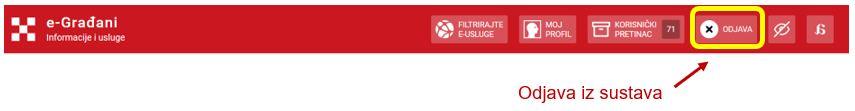 e-Građani
Informacije i usluge
FILTRIRAJTE
E-USLUGE
MOJ
PROFIL
KORISNIČKI
PRETINAC
71
ODJAVA
Odjava iz sustava